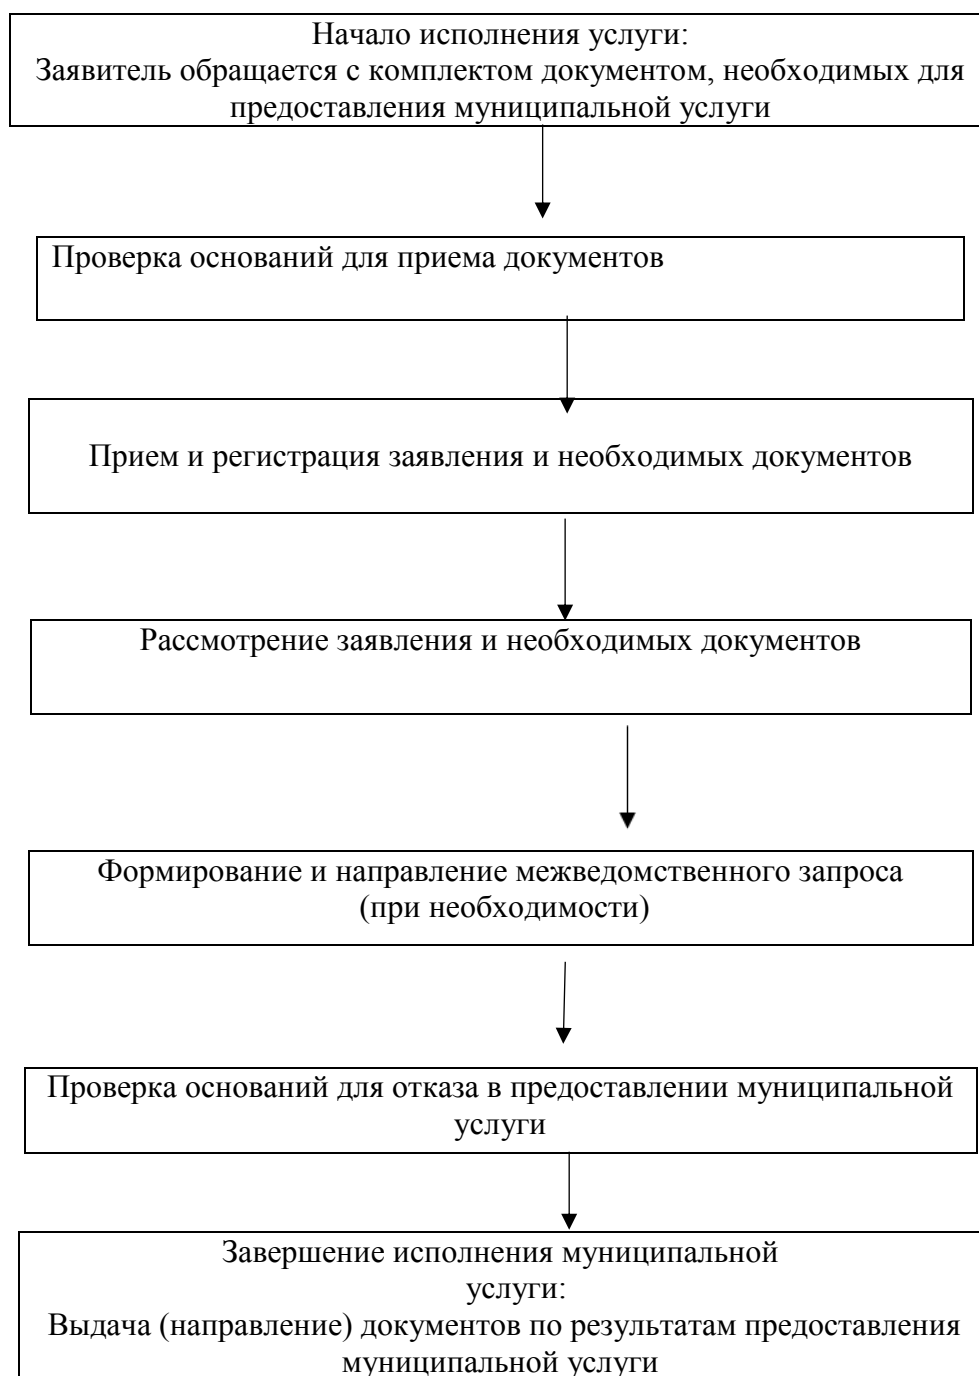 Начало исполнения услуги:
Заявитель обращается с комплектом документом, необходимых для
предоставления муниципальной услуги
Проверка оснований для приема документов
Прием и регистрация заявления и необходимых документов
Рассмотрение заявления и необходимых документов
Формирование и направление межведомственного запроса
(при необходимости)
Проверка оснований для отказа в предоставлении муниципальной
услуги
Завершение исполнения муниципальной
услуги:
Выдача (направление) документов по результатам предоставления
муниципальной услуги